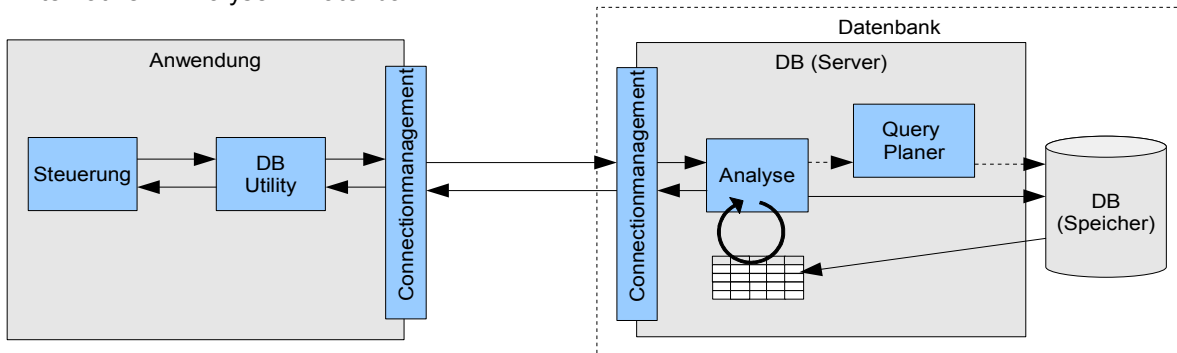 Anwendung
Steuerung
DB
Utility
Connectionmanagement
Datenbank
DB (Server)
Connectionmanagement
Analyse
Query
Planer
DB
(Speicher)